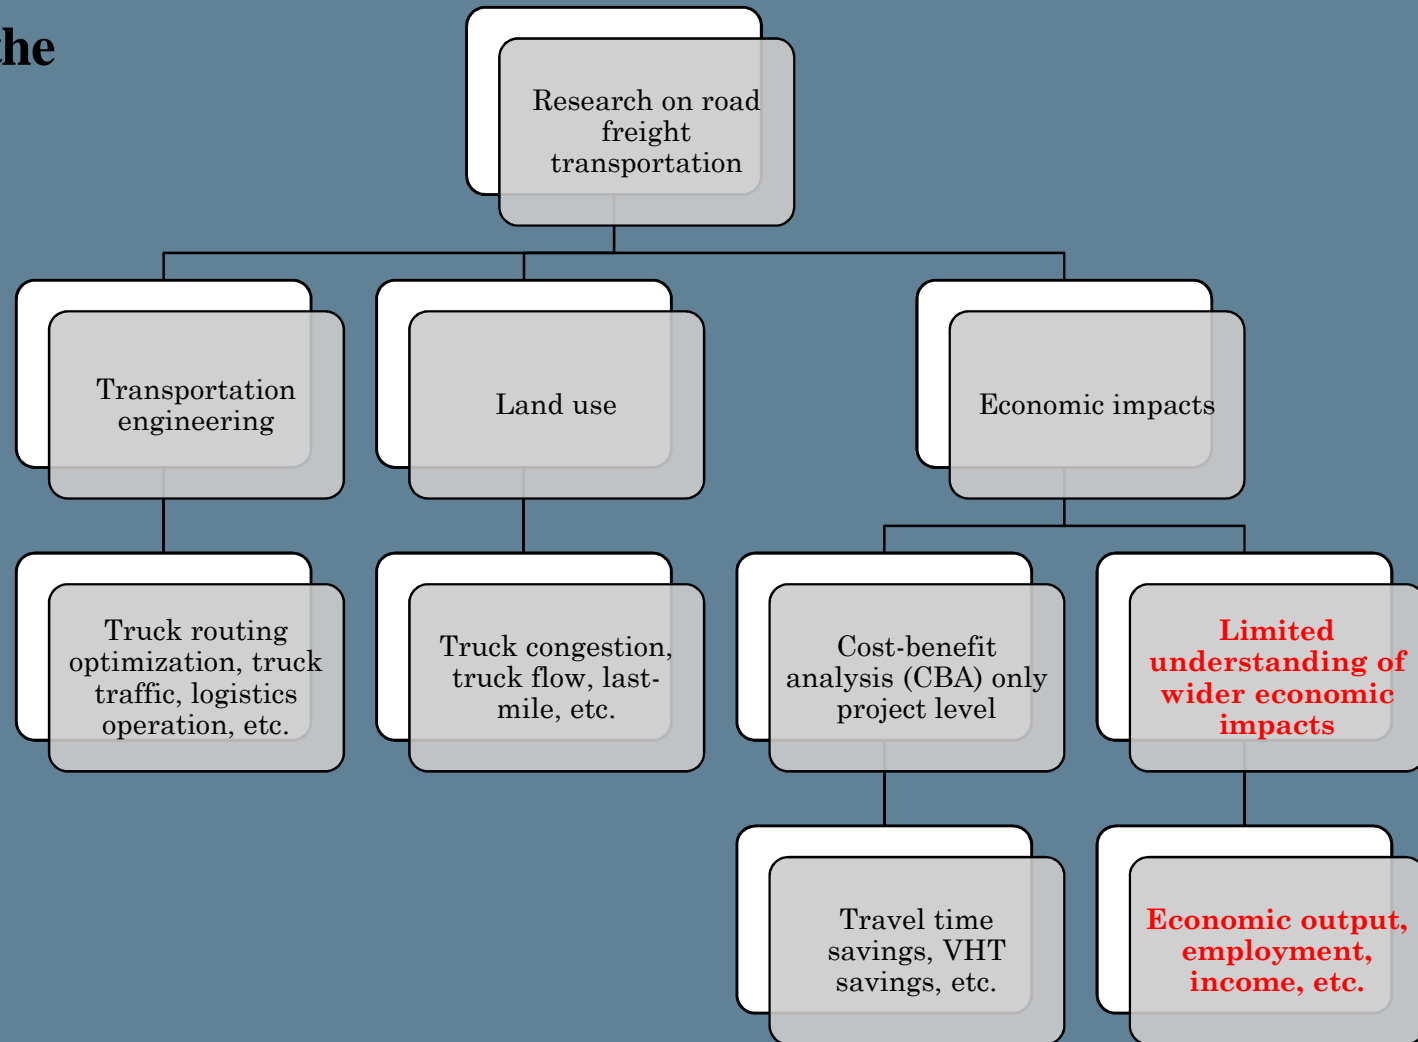 the
Research on road
freight
transportation
Transportation
engineering
Land use
Economic impacts
Truck routing
optimization, truck
traffic, logistics
operation, etc.
Truck congestion,
truck flow, last-
mile, etc.
Cost-benefit
analysis (CBA) only
project level
Limited
understanding of
wider economic
impacts
Travel time
savings, VHT
savings, etc.
Economic output,
employment,
income, etc.